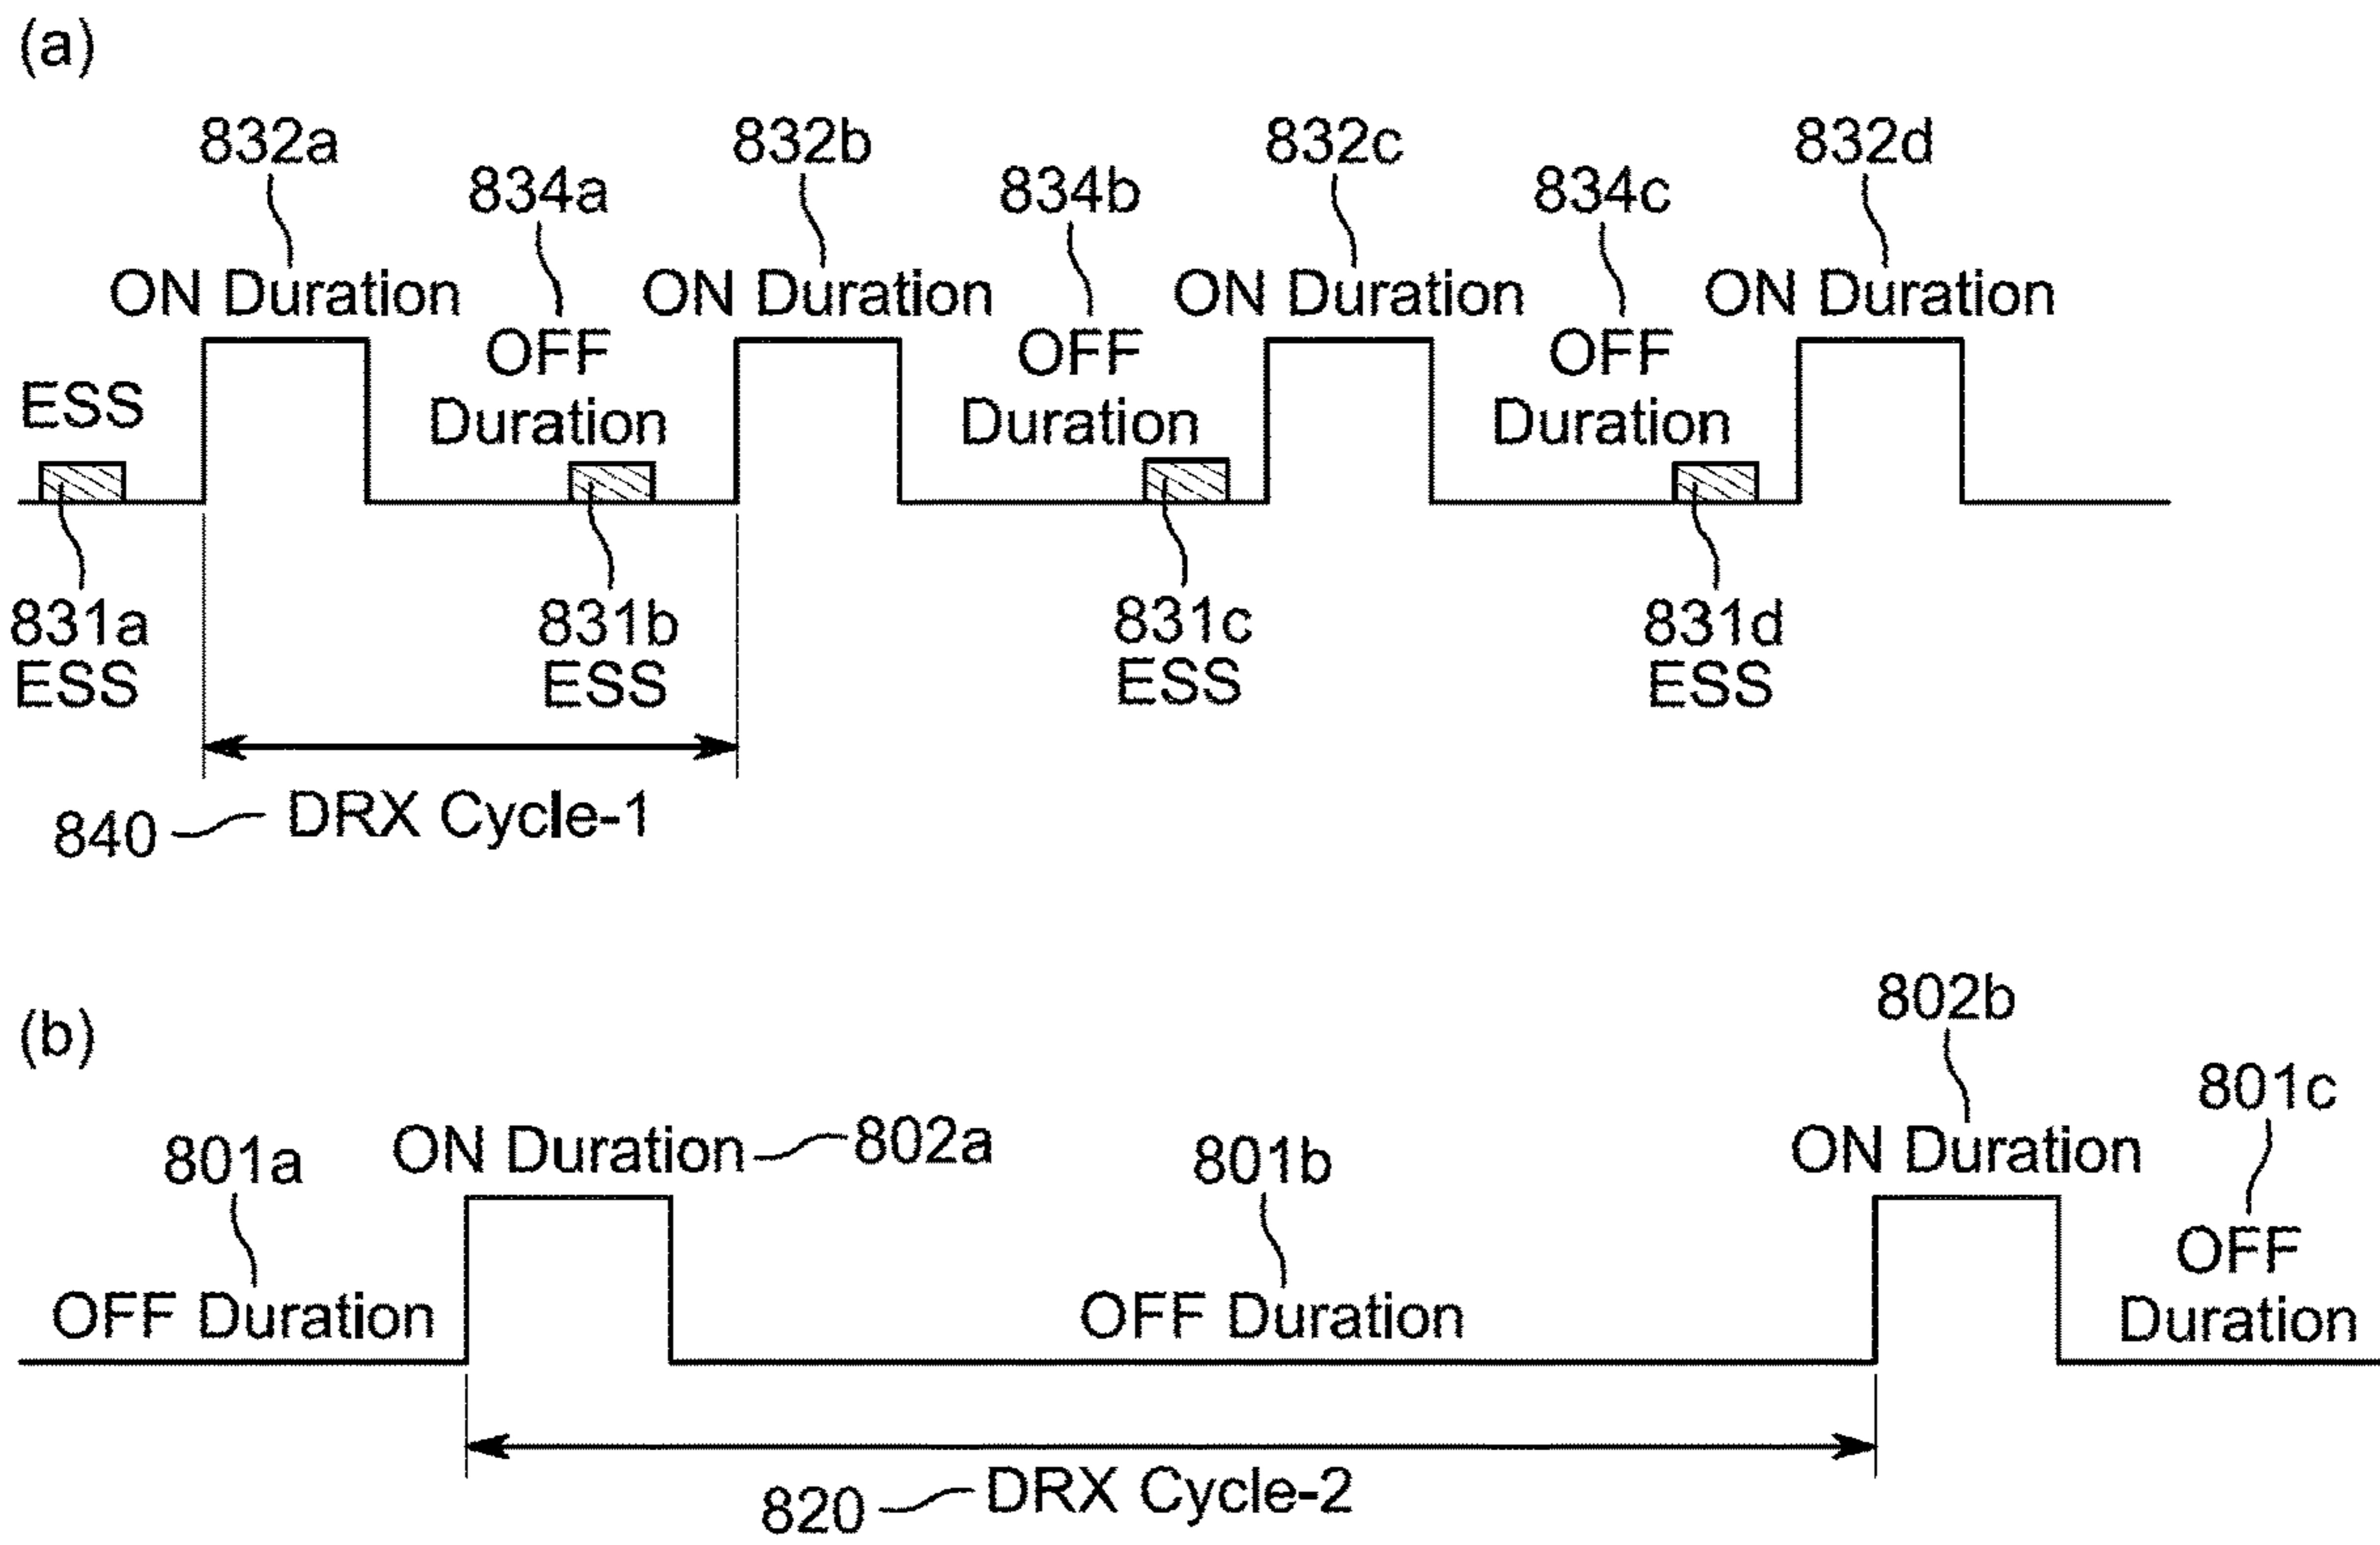 (a)
832a
832b
832c
832d
834a
834b
834c
ON Duration
ON Duration
ON Duration
ON Duration
OFF
Duration
OFF
Duration
OFF
Duration
ESS
831a
ESS
831b
ESS
831c
ESS
831d
ESS
840
DRX Cycle-1
(b)
802b
801c
801a
ON Duration
802a
801b
ON Duration
OFF Duration
OFF Duration
OFF
Duration
820
DRX Cycle-2